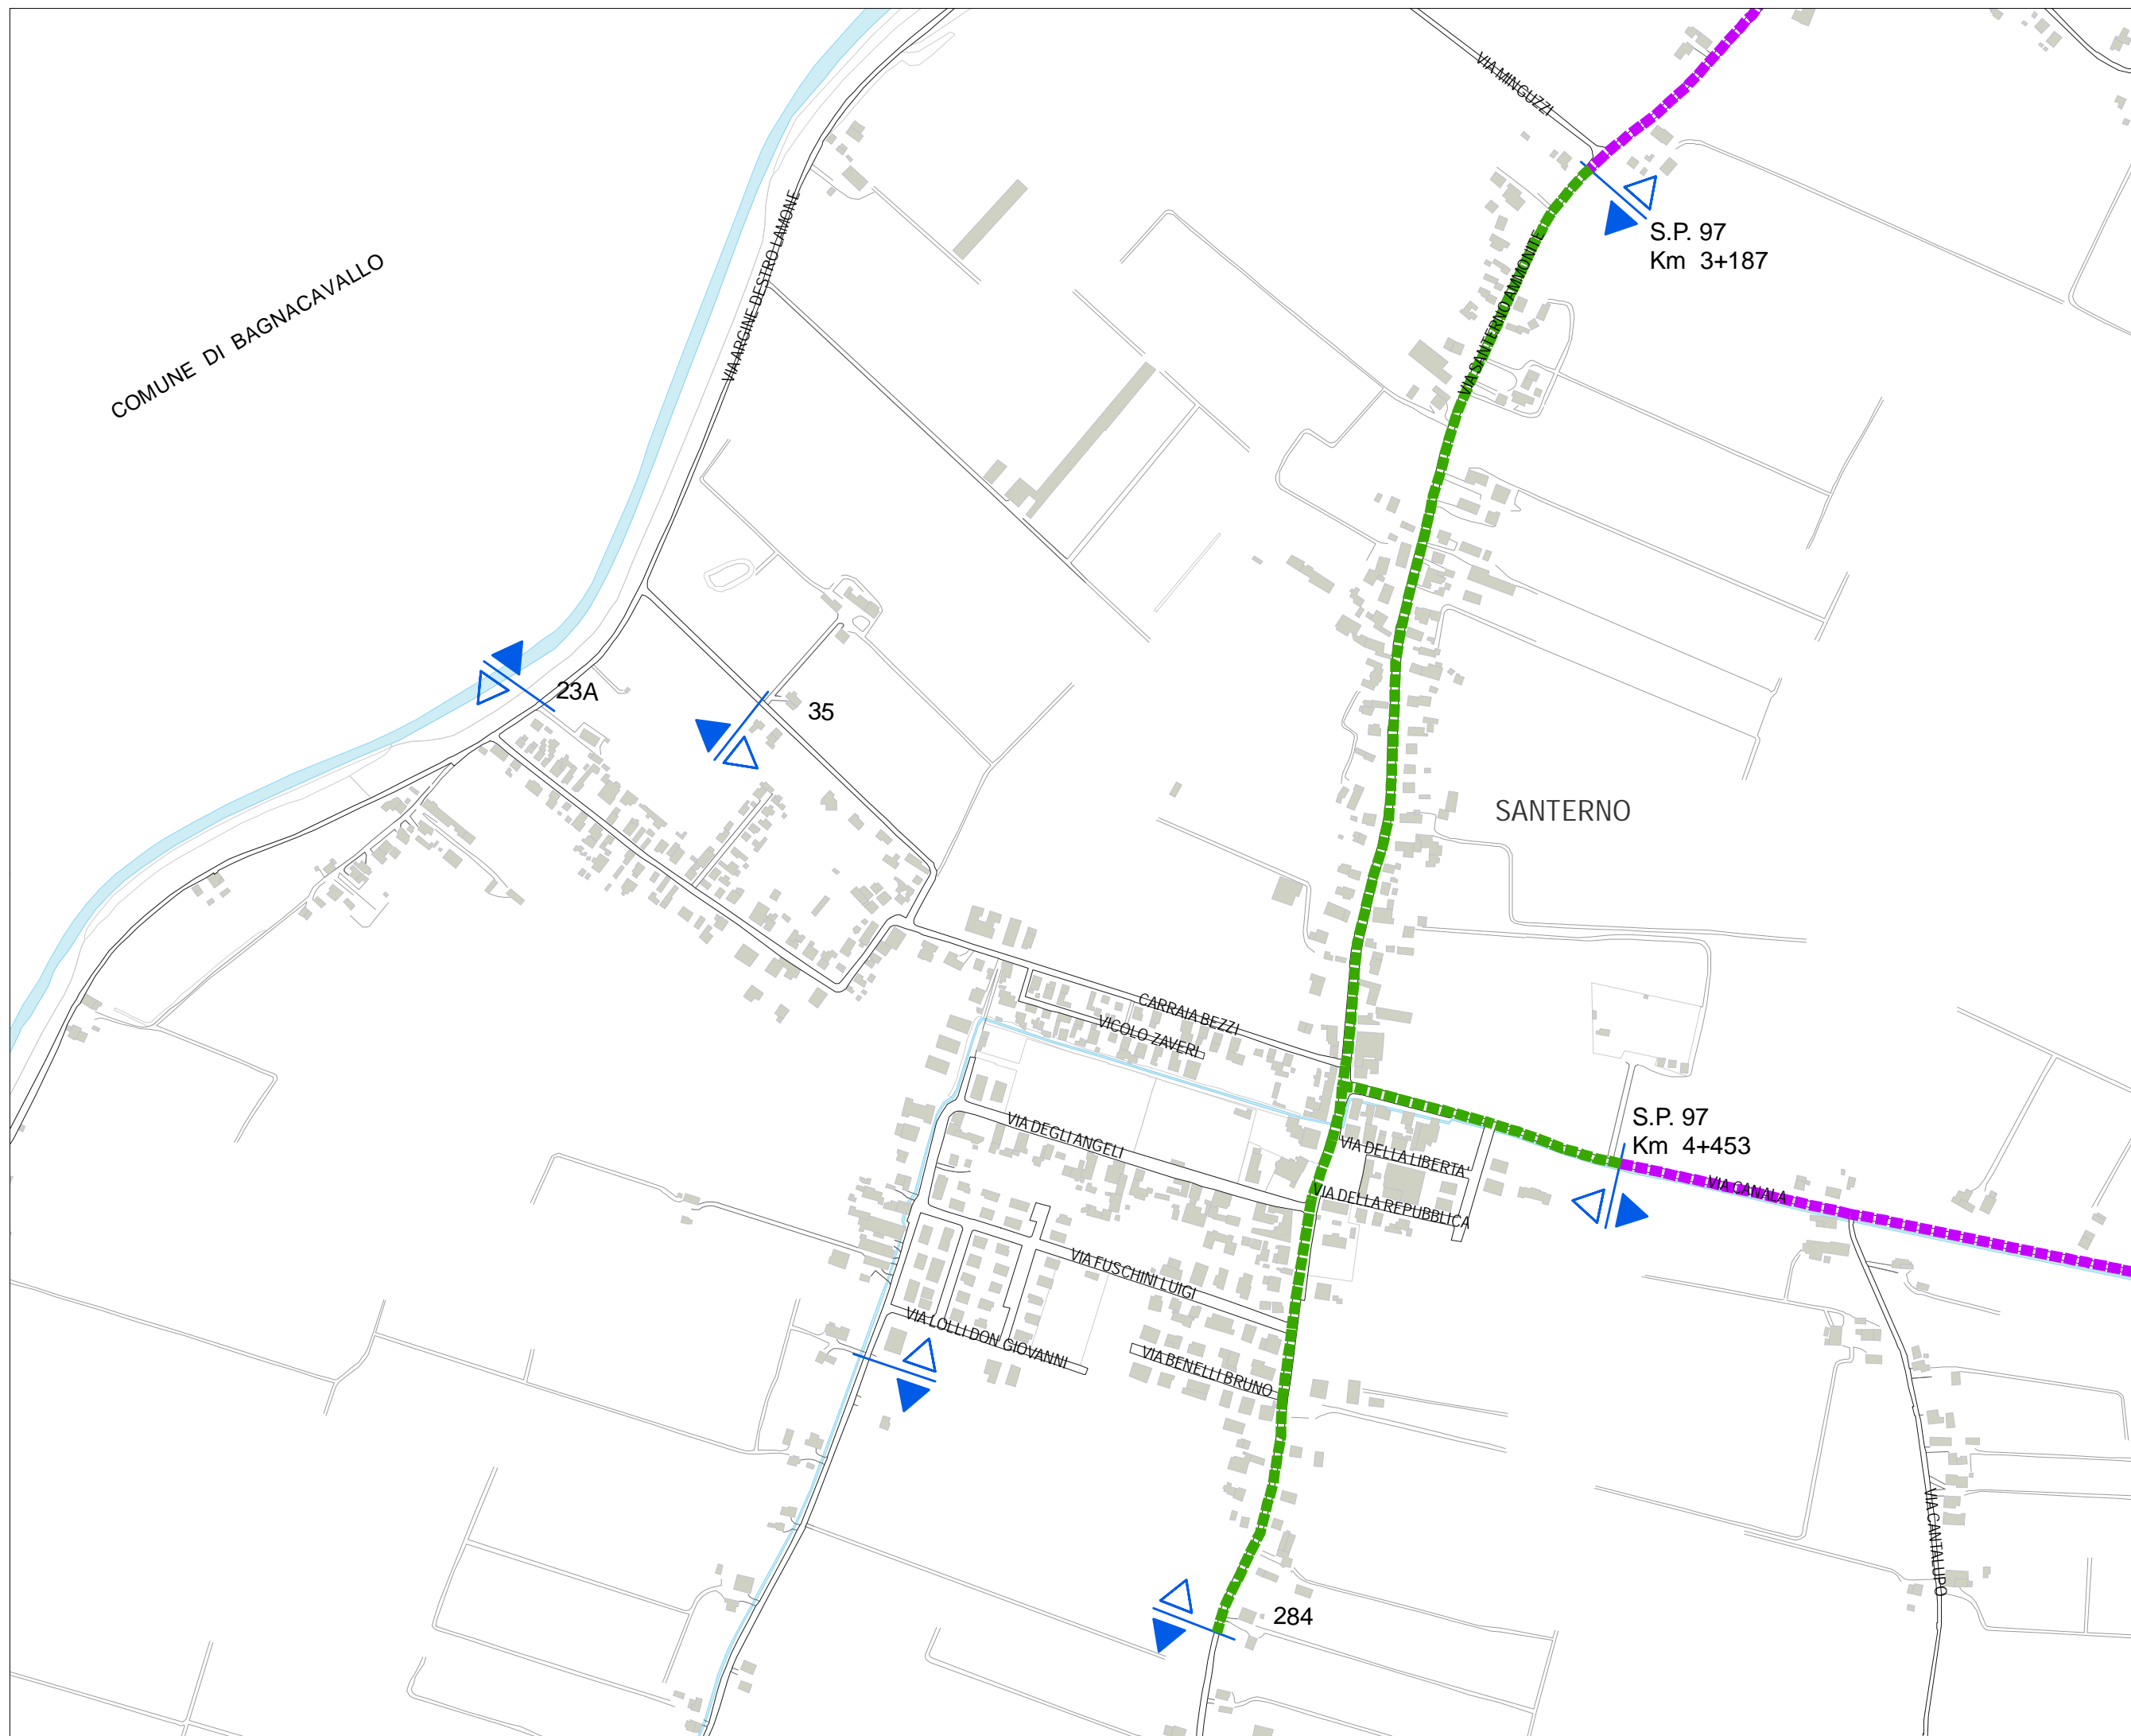 VIA MINGUZZI
S.P. 97
Km 3+187
VIA ARGINE DESTRO LAMONE
COMUNE DI BAGNACAVALLO
VIA SANTERNO AMMONITE
23A
35
SANTERNO
CARRAIA BEZZI
VICOLO ZAVERI
S.P. 97
Km 4+453
VIA DEGLI ANGELI
VIA DELLA LIBERTA'
VIA DELLA REPUBBLICA
VIA CANALA
VIA FUSCHINI LUIGI
VIA LOLLI DON GIOVANNI
VIA BENELLI BRUNO
VIA CANTALUPO
284